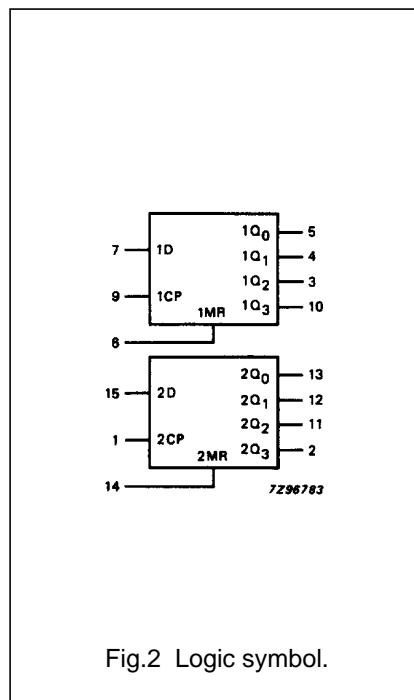 1Q0 5
7 1D 1Q1 4
1Q2 3
9 1CP 1Q3 10
1MR
6
2Q0 13
15 2D 2Q1 12
2Q2 11
1 2CP 2Q3 2
2MR
14 7Z96783
Fig.2 Logic symbol.